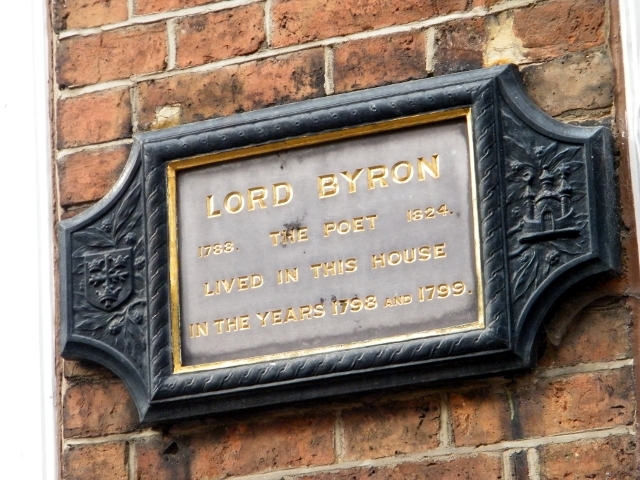 LORD BYRON
1788. THE POET 1824.
LIVED IN THIS HOUSE
IN THE YEARS 1798 AND 1799.